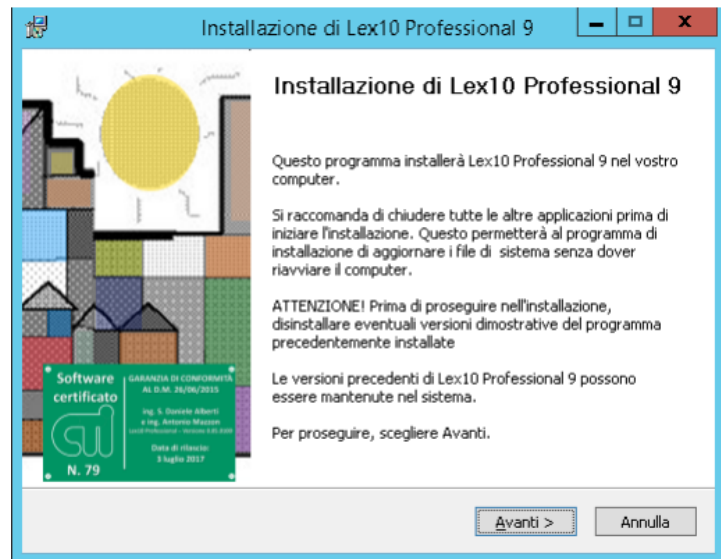 Installazione di Lex10 Professional 9
Installazione di Lex10 Professional 9
Questo programma installerà Lex10 Professional 9 nel vostro
computer.
Si raccomanda di chiudere tutte le altre applicazioni prima di
iniziare l'installazione. Questo permetterà al programma di
installazione di aggiornare i file di  sistema senza dover
riavviare il computer.
ATTENZIONE! Prima di proseguire nell'installazione,
disinstallare eventuali versioni dimostrative del programma
precedentemente installate
Le versioni precedenti di Lex10 Professional 9 possono
essere mantenute nel sistema.
Per proseguire, scegliere Avanti.
Software
certificato
cti
N. 79
GARANZIA DI CONFORMITÀ
AL D.M. 26/06/2015
ing. S. Daniele Alberti
e ing. Antonio Mazzon
Lex10 Professional – Versione
Data di rilascio:
3 luglio 2017
Avanti >
Annulla